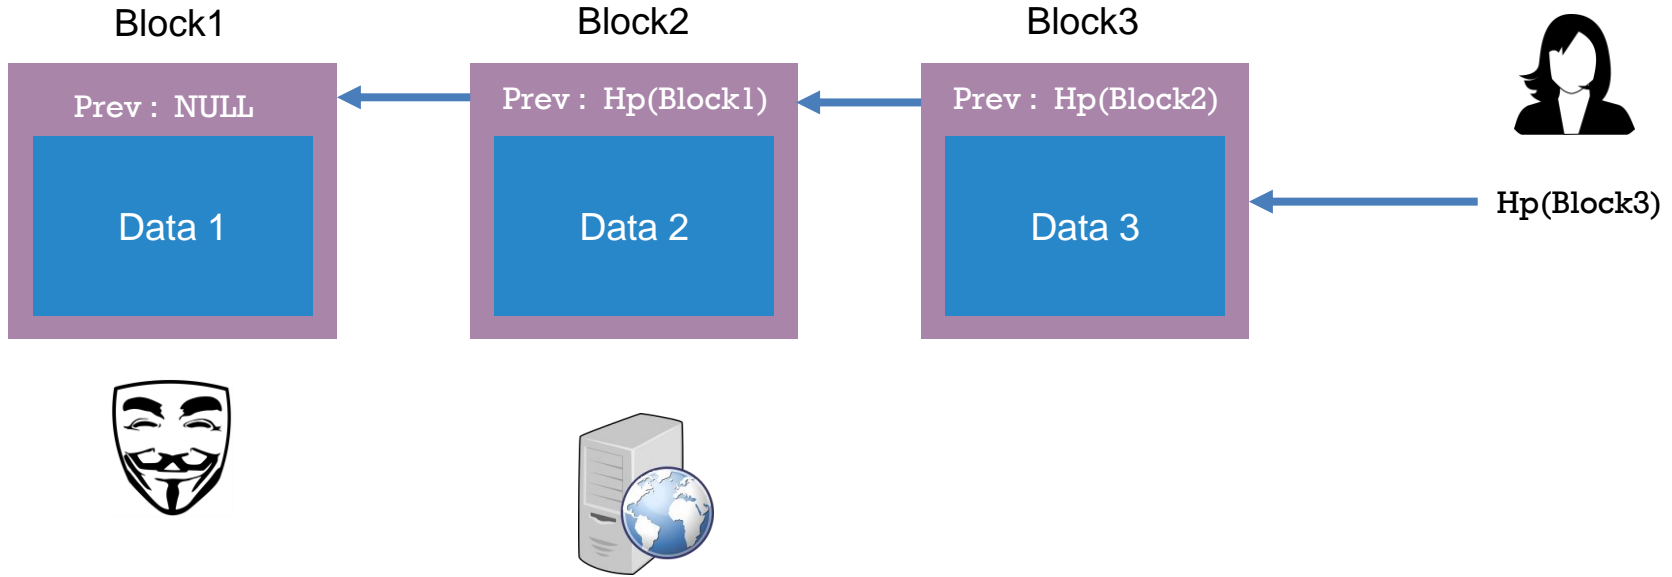 Block1
Block2
Block3
Prev : NULL
Prev : Hp(Block1)
Prev : Hp(Block2)
Data 1
Data 2
Data 3
Hp(Block3)